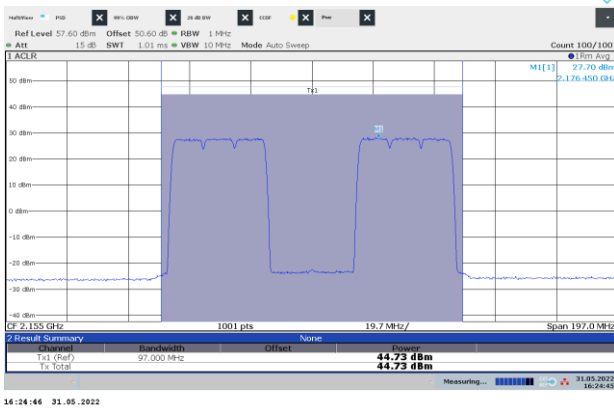 MultiView PSD X 99% OBW X 26 dB BW X CCDF X Pwr X
Ref Level 57.60 dBm Offset 50.60 dB RBW 1 MHz
Att 15 dB SWT 1.01 ms VBW 10 MHz Mode Auto Sweep Count 100/100
1 ACLR 1Rm Avg
M1[1] 27.70 dBm
2.176 450 GHz
50 dBm
Tx1
40 dBm
30 dBm
M1
20 dBm
10 dBm
0 dBm
-10 dBm
-20 dBm
-30 dBm
-40 dBm
CF 2.155 GHz 1001 pts 19.7 MHz/ Span 197.0 MHz
2 Result Summary None
Channel Bandwidth Offset Power
Tx1 (Ref) 97.000 MHz 44.73 dBm
Tx Total 44.73 dBm
Measuring... 31.05.2022
16:24:45
16:24:46 31.05.2022